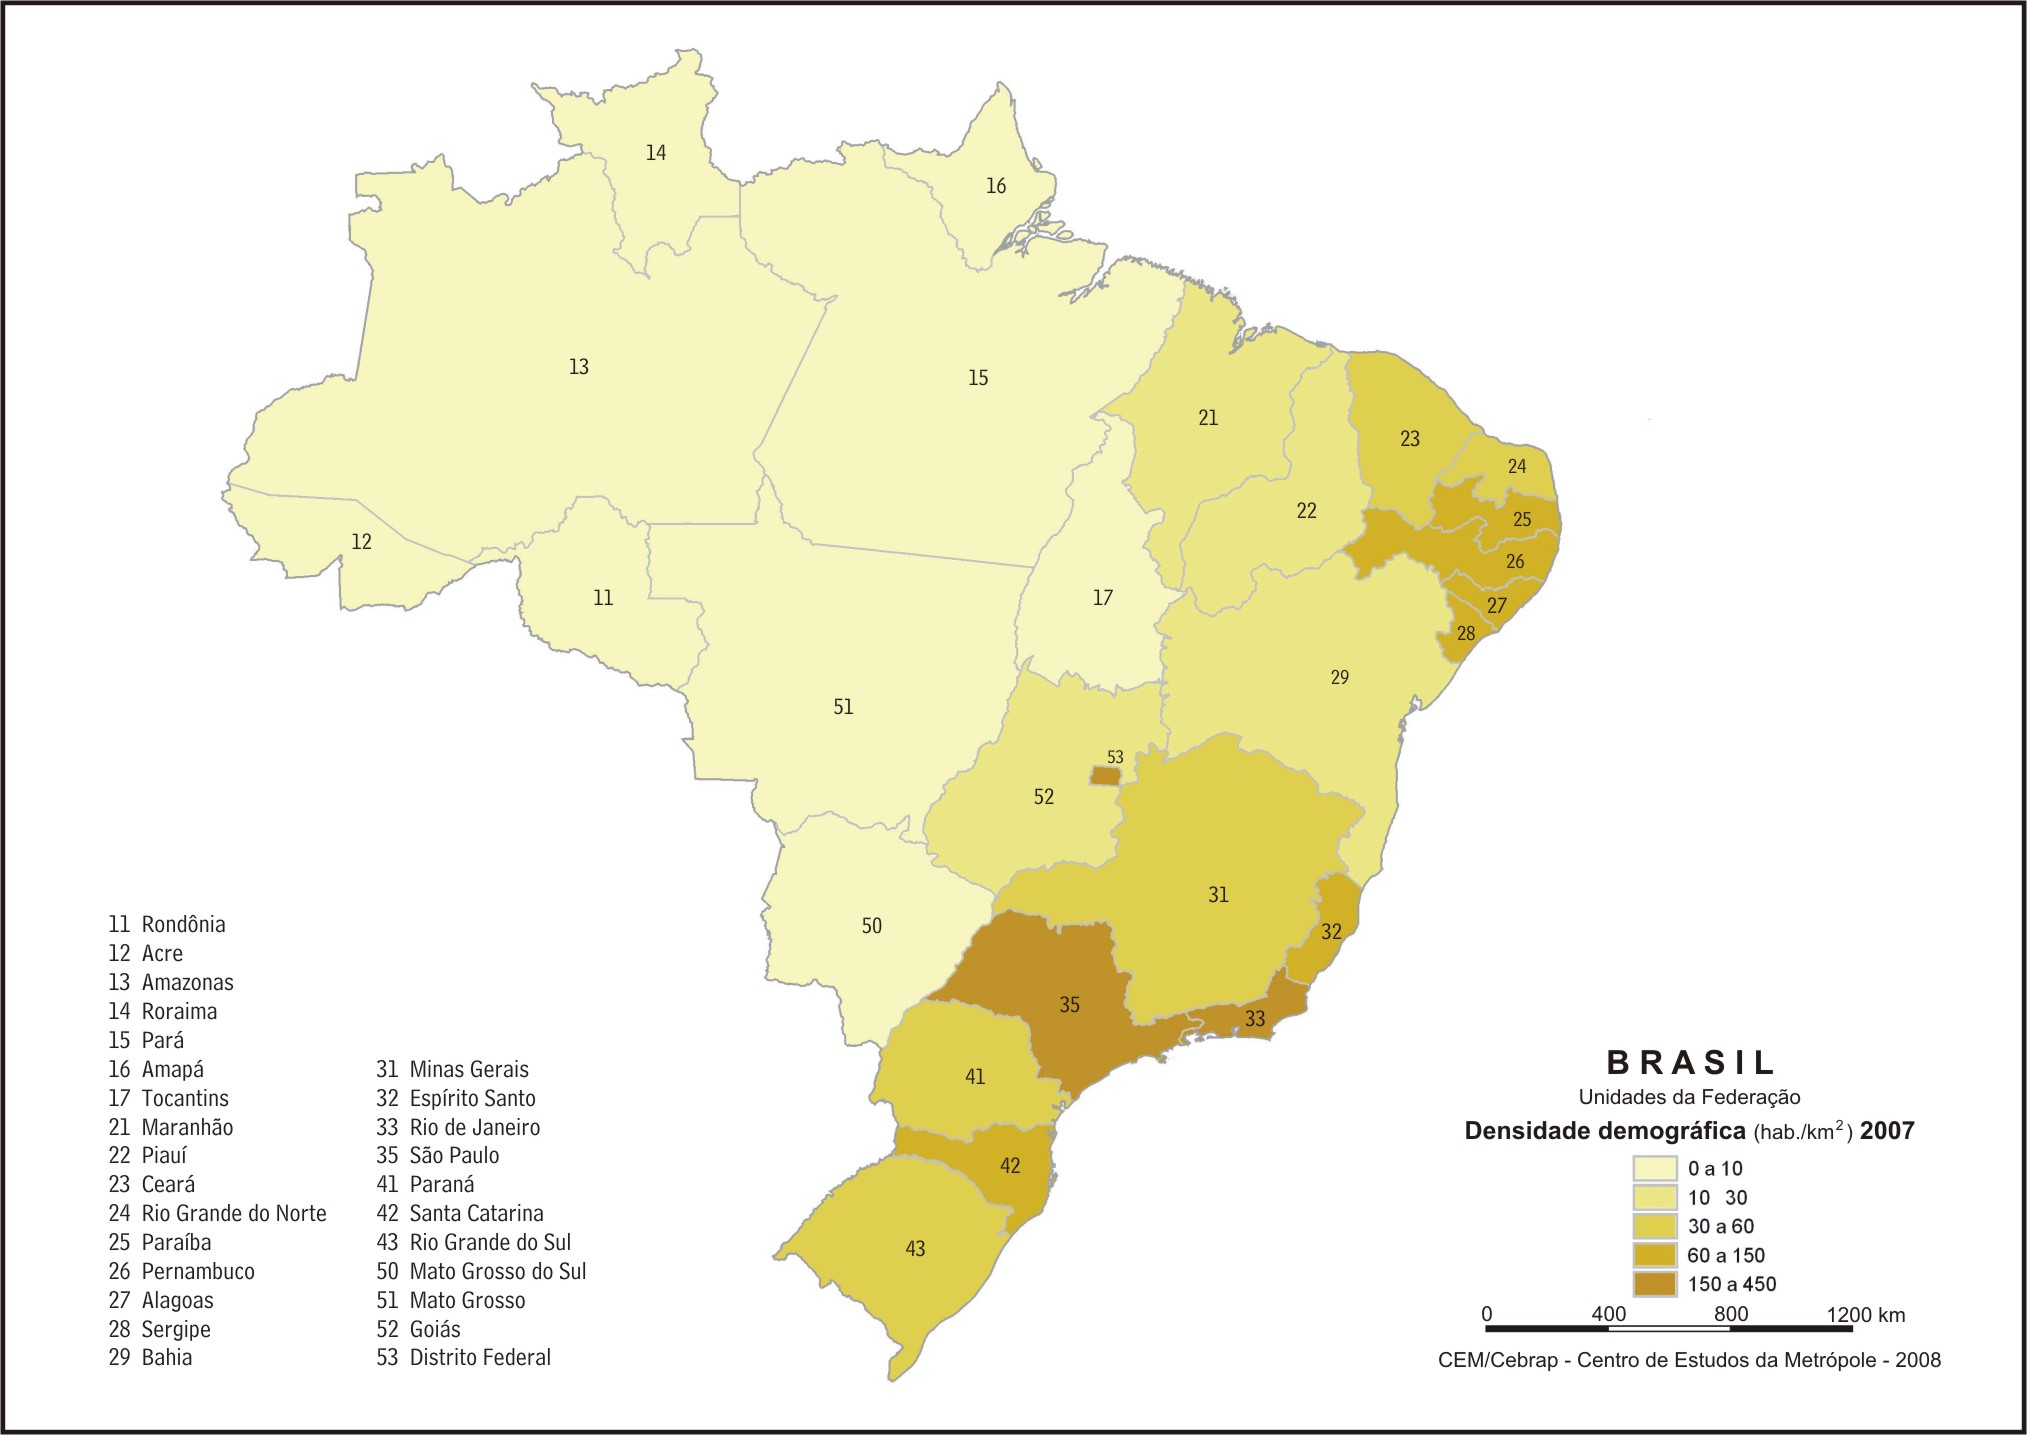 14
16
13
15
21
23
24
22
25
12
26
11
17
27
28
29
51
53
52
31
50
32
35
33
41
42
43
11 Rondônia
12 Acre
13 Amazonas
14 Roraima
15 Pará
16 Amapá
17 Tocantins
21 Maranhão
22 Piauí
23 Ceará
24 Rio Grande do Norte
25 Paraíba
26 Pernambuco
27 Alagoas
28 Sergipe
29 Bahia
31 Minas Gerais
32 Espírito Santo
33 Rio de Janeiro
35 São Paulo
41 Paraná
42 Santa Catarina
43 Rio Grande do Sul
50 Mato Grosso do Sul
51 Mato Grosso
52 Goiás
53 Distrito Federal
BRASIL
Unidades da Federação
Densidade demográfica (hab./km²) 2007
0 a 10
10 30
30 a 60
60 a 150
150 a 450
0 400 800 1200 km
CEM/Cebrap - Centro de Estudos da Metrópole - 2008